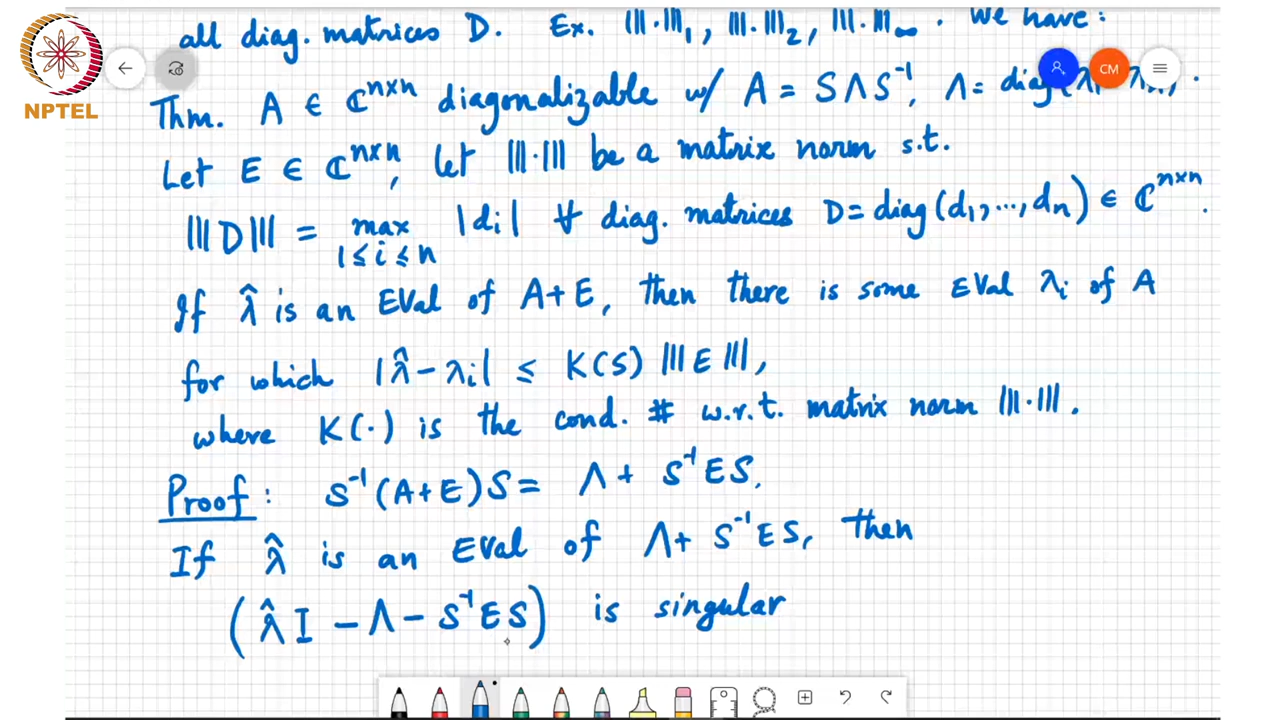 all diag. matrices D. Ex. |||·|||₁, |||·|||₂, |||·|||∞. We have:
CM
NPTEL
Thm. A ∈ ℂⁿˣⁿ diagonalizable w/ A = SΛS⁻¹, Λ = diag(λ₁
Let E ∈ ℂⁿˣⁿ, let |||·||| be a matrix norm s.t.
|||D||| = max |di| ∀ diag. matrices D = diag(d₁,..., dn) ∈ ℂⁿˣⁿ.
1≤i≤n
If λ̂ is an EVal of A+E, then there is some EVal λi of A
for which |λ̂ - λi| ≤ K(S) |||E|||,
where K(·) is the cond. # w.r.t. matrix norm |||·|||.
Proof: S⁻¹(A+E)S = Λ + S⁻¹ES.
If λ̂ is an EVal of Λ + S⁻¹ES, then
(λ̂I - Λ - S⁻¹ES) is singular